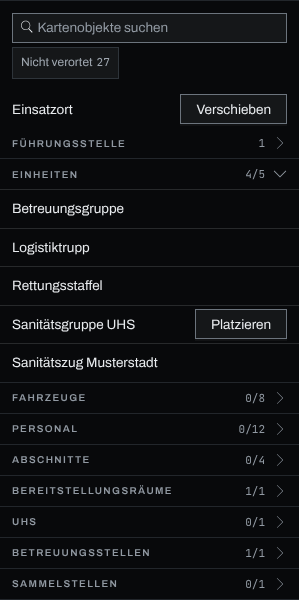 Kartenobjekte suchen
Nicht verortet 27
Einsatzort Verschieben
FÜHRUNGSSTELLE 1
EINHEITEN 4/5
Betreuungsgruppe
Logistiktrupp
Rettungsstaffel
Sanitätsgruppe UHS Platzieren
Sanitätszug Musterstadt
FAHRZEUGE 0/8
PERSONAL 0/12
ABSCHNITTE 0/4
BEREITSTELLUNGSRÄUME 1/1
UHS 0/1
BETREUUNGSSTELLEN 1/1
SAMMELSTELLEN 0/1